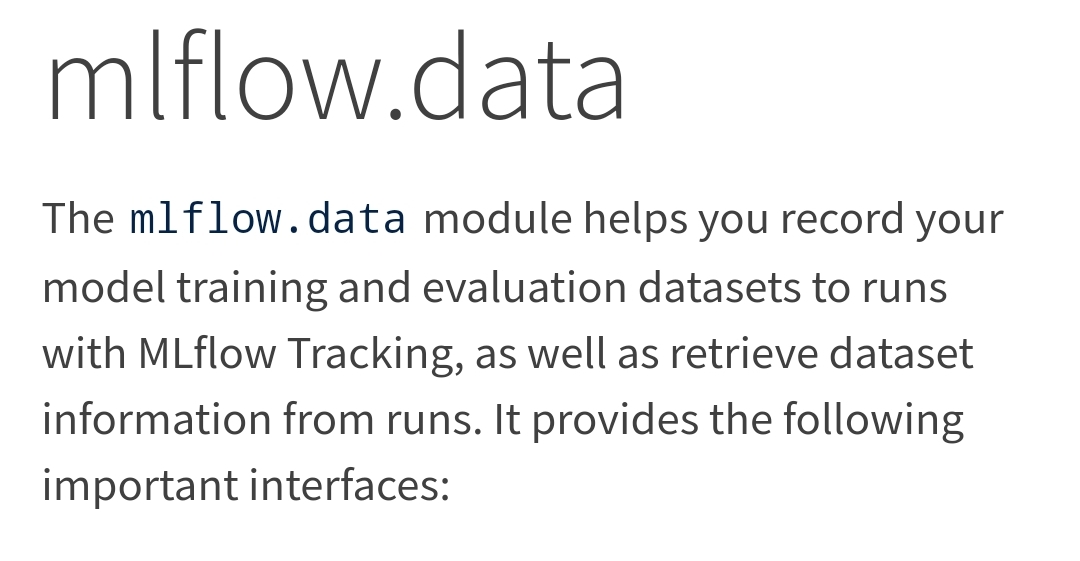 mlflow.data
The mlflow.data module helps you record your
model training and evaluation datasets to runs
with MLflow Tracking, as well as retrieve dataset
information from runs. It provides the following
important interfaces: